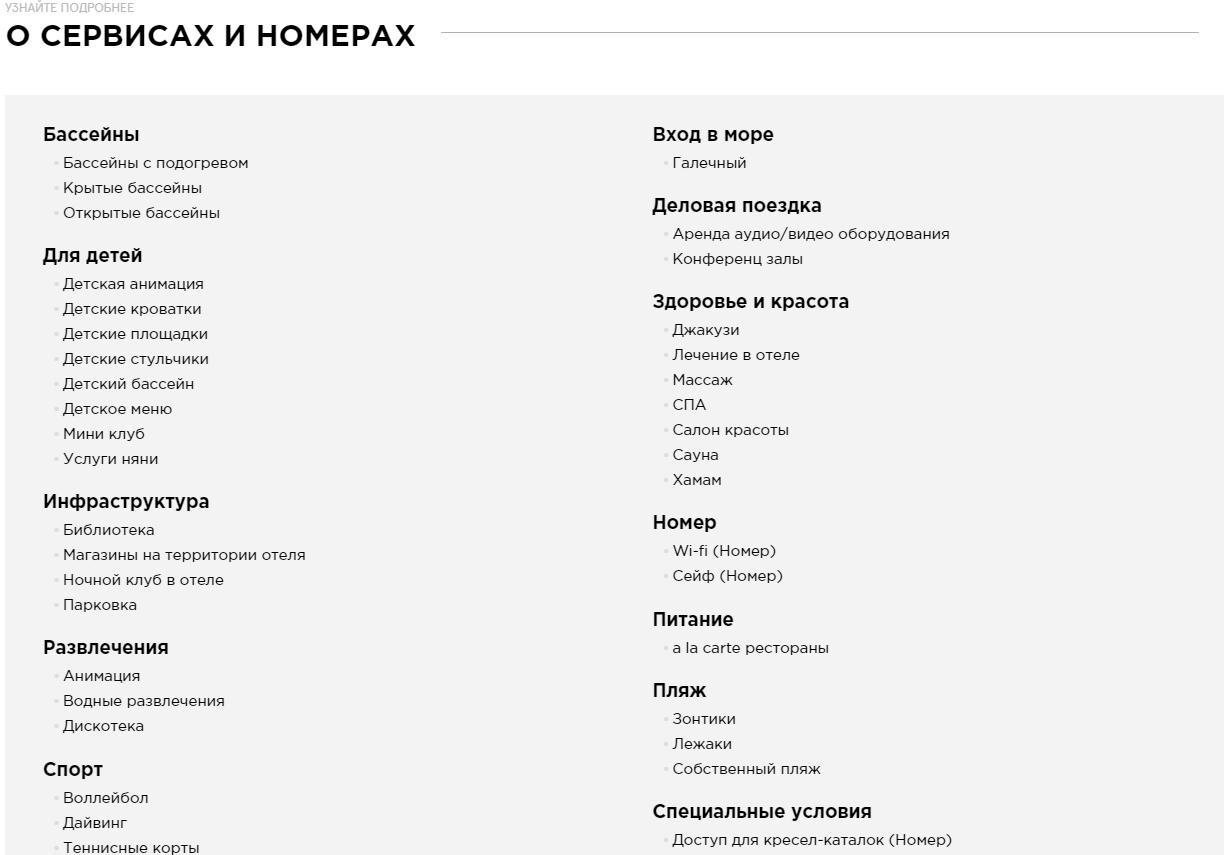 УЗНАЙТЕ ПОДРОБНЕЕ
О СЕРВИСАХ И НОМЕРАХ
Бассейны
Бассейны с подогревом
Крытые бассейны
Открытые бассейны
Для детей
Детская анимация
Детские кроватки
Детские площадки
Детские стульчики
Детский бассейн
Детское меню
Мини клуб
Услуги няни
Инфраструктура
Библиотека
Магазины на территории отеля
Ночной клуб в отеле
Парковка
Развлечения
Анимация
Водные развлечения
Дискотека
Спорт
Воллейбол
Дайвинг
Теннисные корты
Вход в море
Галечный
Деловая поездка
Аренда аудио/видео оборудования
Конференц залы
Здоровье и красота
Джакузи
Лечение в отеле
Массаж
СПА
Салон красоты
Сауна
Хамам
Номер
Wi-fi (Номер)
Сейф (Номер)
Питание
a la carte рестораны
Пляж
Зонтики
Лежаки
Собственный пляж
Специальные условия
Доступ для кресел-каталок (Номер)